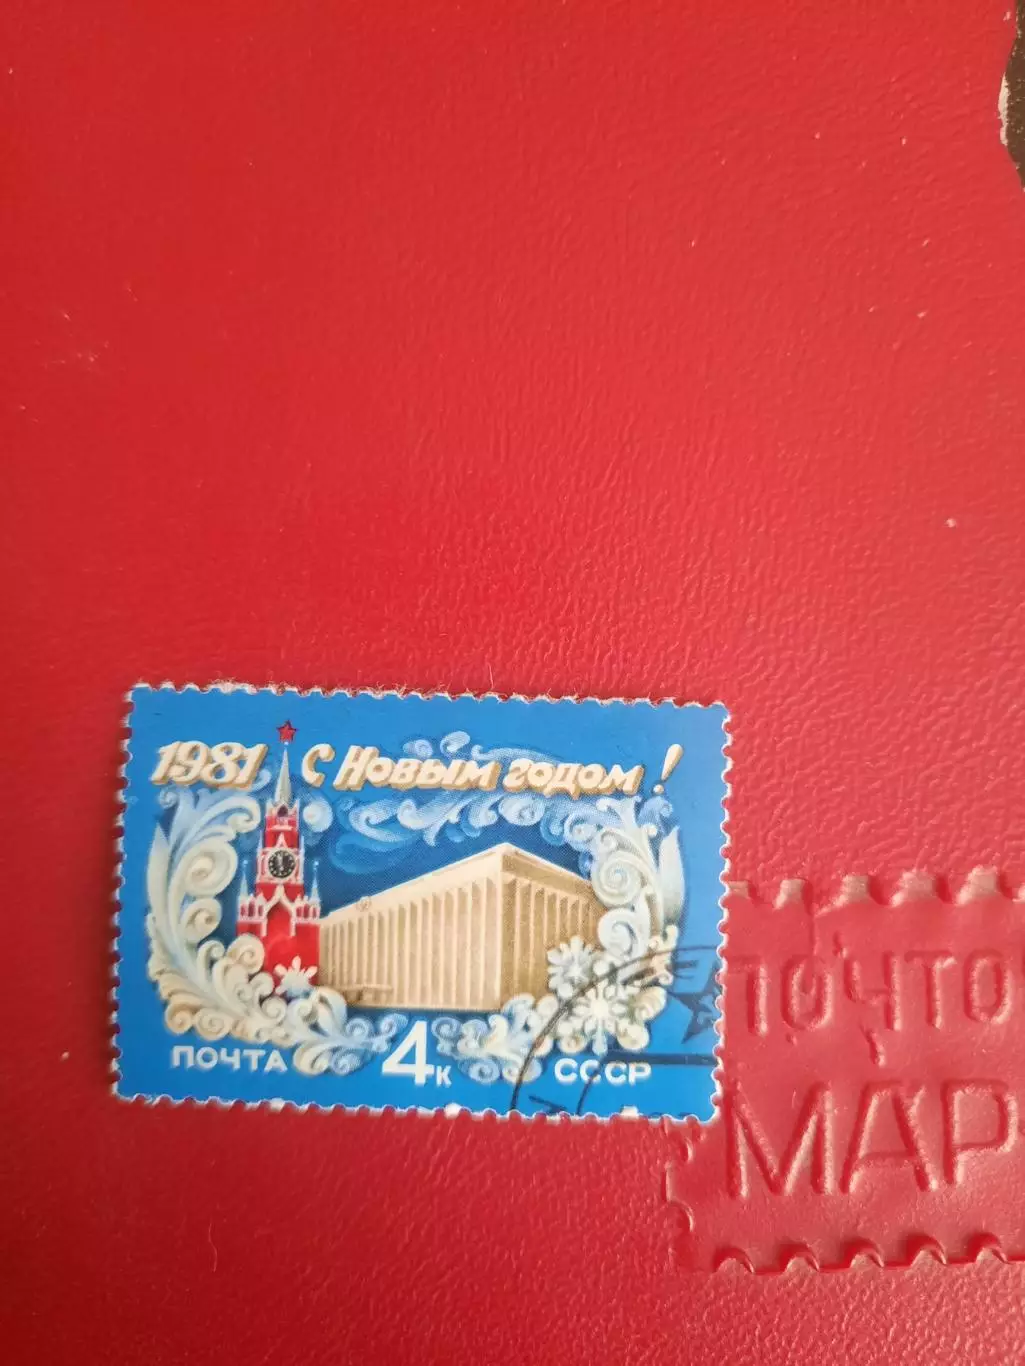 1981 С Новым годом!
ПОЧТА 4к СССР
ПОЧТО
МАР